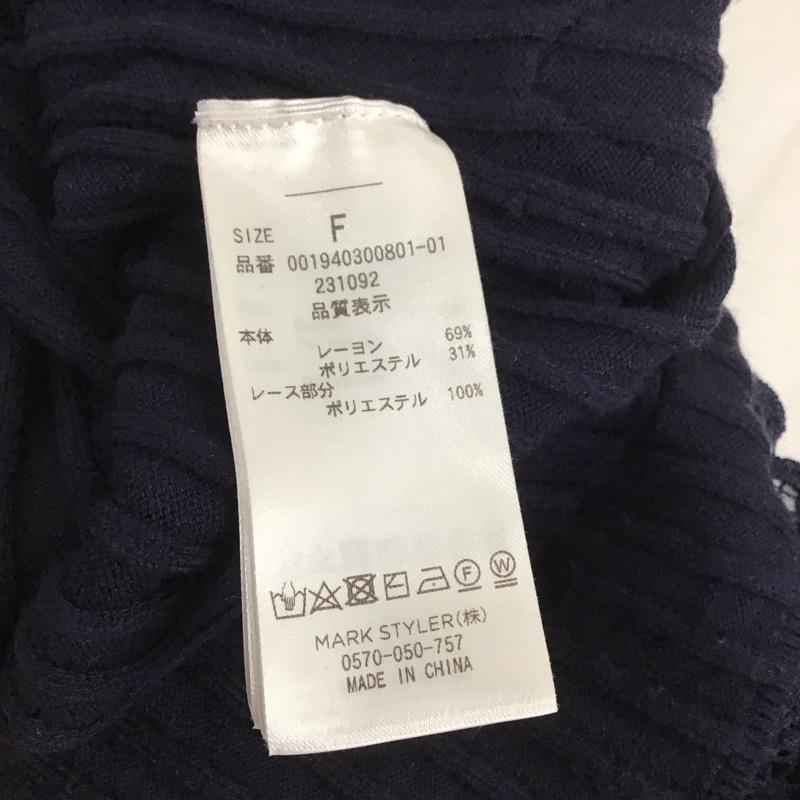 SIZE F
品番 001940300801-01
231092
品質表示
本体
レーヨン 69%
ポリエステル 31%
レース部分
ポリエステル 100%
F W
MARK STYLER(株)
0570-050-757
MADE IN CHINA